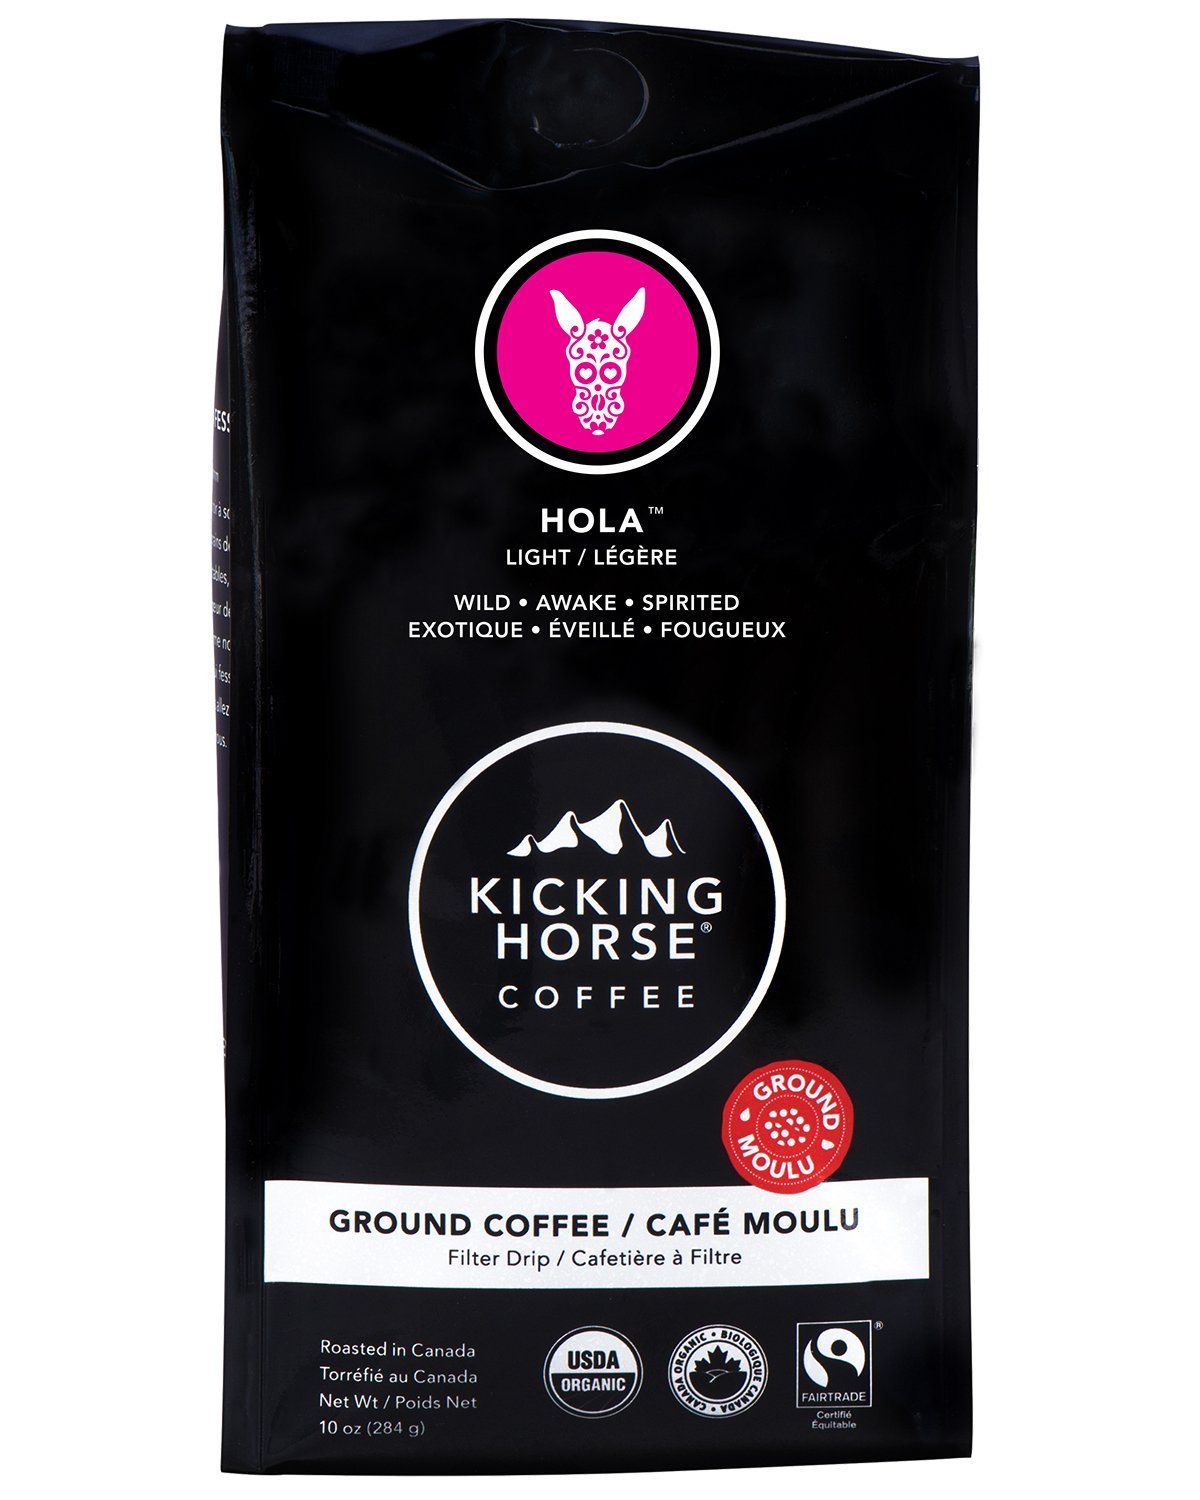 HOLA™
LIGHT / LÉGÈRE
WILD • AWAKE • SPIRITED
EXOTIQUE • ÉVEILLÉ • FOUGUEUX
KICKING
HORSE®
COFFEE
GROUND
MOULU
GROUND COFFEE / CAFÉ MOULU
Filter Drip / Cafetière à Filtre
Roasted in Canada
Torréfié au Canada
Net Wt / Poids Net
10 oz (284 g)
USDA
ORGANIC
CANADA ORGANIC • BIOLOGIQUE CANADA •
®
FAIRTRADE
Certifié
Équitable